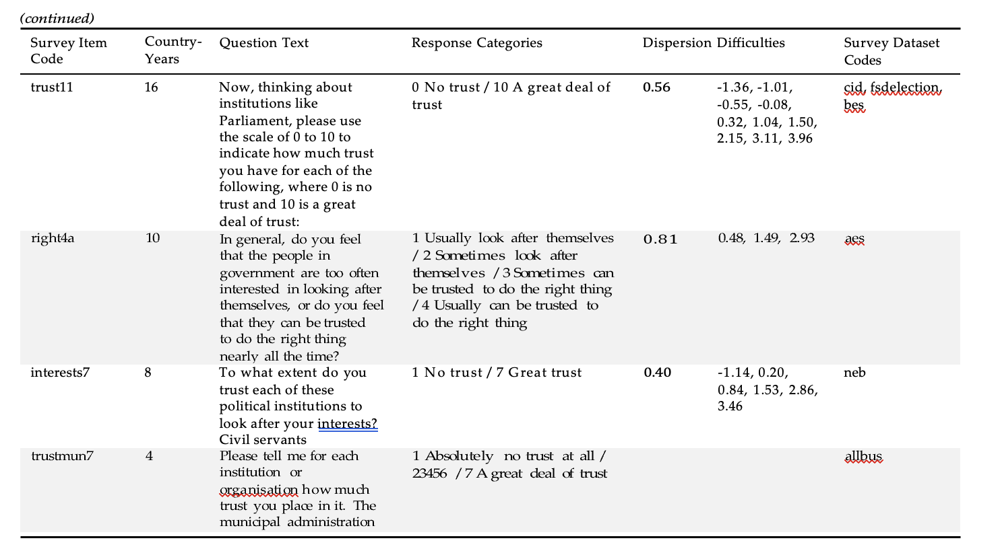 (continued)
Survey Item Code
Country-Years
Question Text
Response Categories
Dispersion
Difficulties
Survey Dataset Codes
trust11
16
Now, thinking about
institutions like
Parliament, please use
the scale of 0 to 10 to
indicate how much trust
you have for each of the
following, where 0 is no
trust and 10 is a great
deal of trust:
0 No trust / 10 A great deal of
trust
0.56
-1.36, -1.01,
-0.55, -0.08,
0.32, 1.04, 1.50,
2.15, 3.11, 3.96
cid, fsdelection,
bes
right4a
10
In general, do you feel
that the people in
government are too often
interested in looking after
themselves, or do you feel
that they can be trusted
to do the right thing
nearly all the time?
1 Usually look after themselves
/ 2 Sometimes look after
themselves / 3 Sometimes can
be trusted to do the right thing
/ 4 Usually can be trusted to
do the right thing
0.81
0.48, 1.49, 2.93
aes
interests7
8
To what extent do you
trust each of these
political institutions to
look after your interests?
Civil servants
1 No trust / 7 Great trust
0.40
-1.14, 0.20,
0.84, 1.53, 2.86,
3.46
neb
trustmun7
4
Please tell me for each
institution or
organisation how much
trust you place in it. The
municipal administration
1 Absolutely no trust at all /
23456 / 7 A great deal of trust
allbus